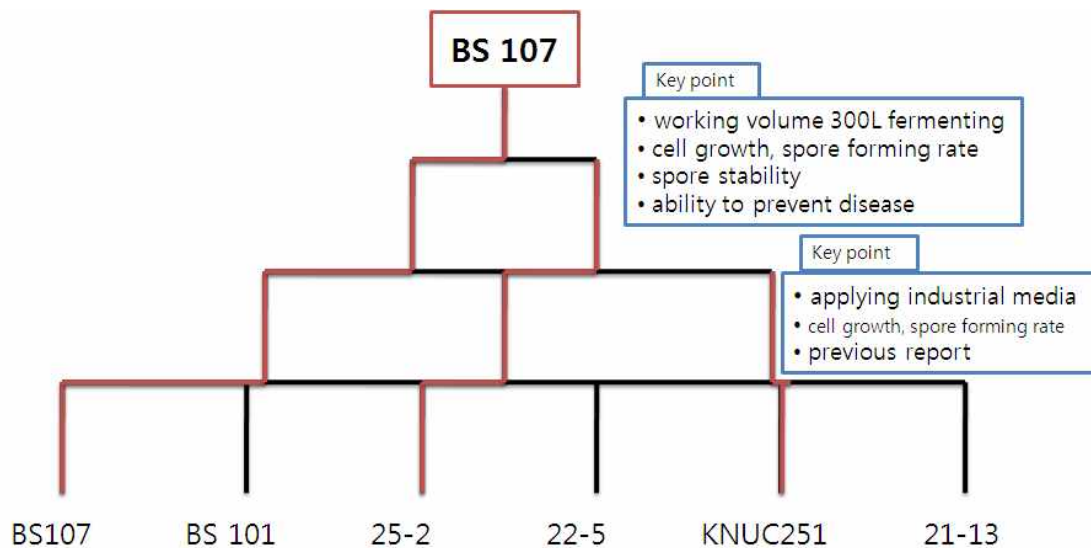 BS 107
Key point
• working volume 300L fermenting
• cell growth, spore forming rate
• spore stability
• ability to prevent disease
Key point
• applying industrial media
• cell growth, spore forming rate
• previous report
BS107 BS 101 25-2 22-5 KNUC251 21-13